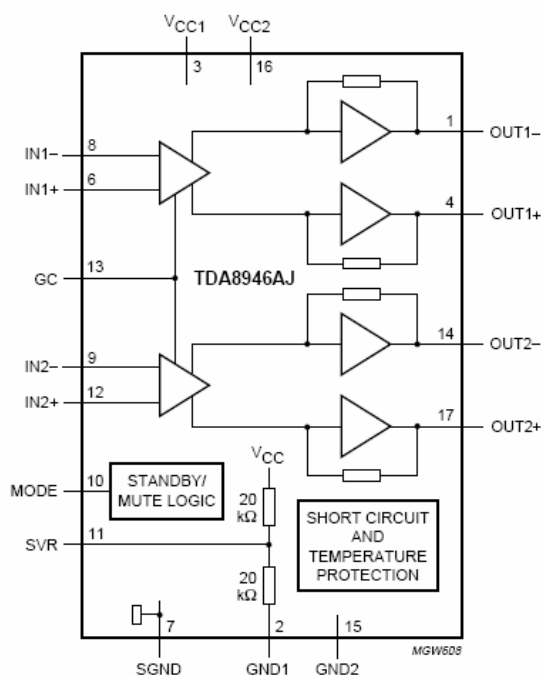 VCC1
VCC2
3
16
1
OUT1−
8
IN1−
6
IN1+
4
OUT1+
13
GC
TDA8946AJ
14
OUT2−
9
IN2−
12
IN2+
17
OUT2+
VCC
10
MODE
STANDBY/
MUTE LOGIC
20
kΩ
SHORT CIRCUIT
AND
TEMPERATURE
PROTECTION
11
SVR
20
kΩ
7
2
15
MGW608
SGND
GND1
GND2